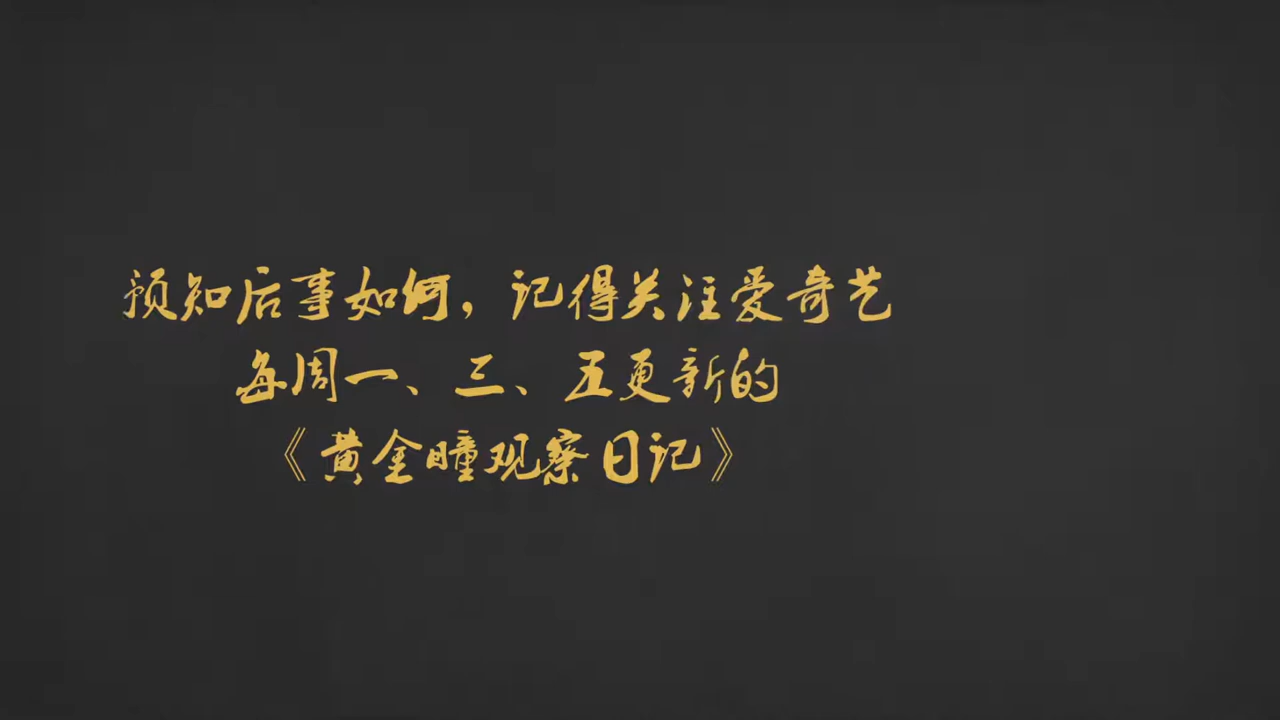 预知后事如何，记得关注爱奇艺
每周一、三、五更新的
《黄金瞳观察日记》